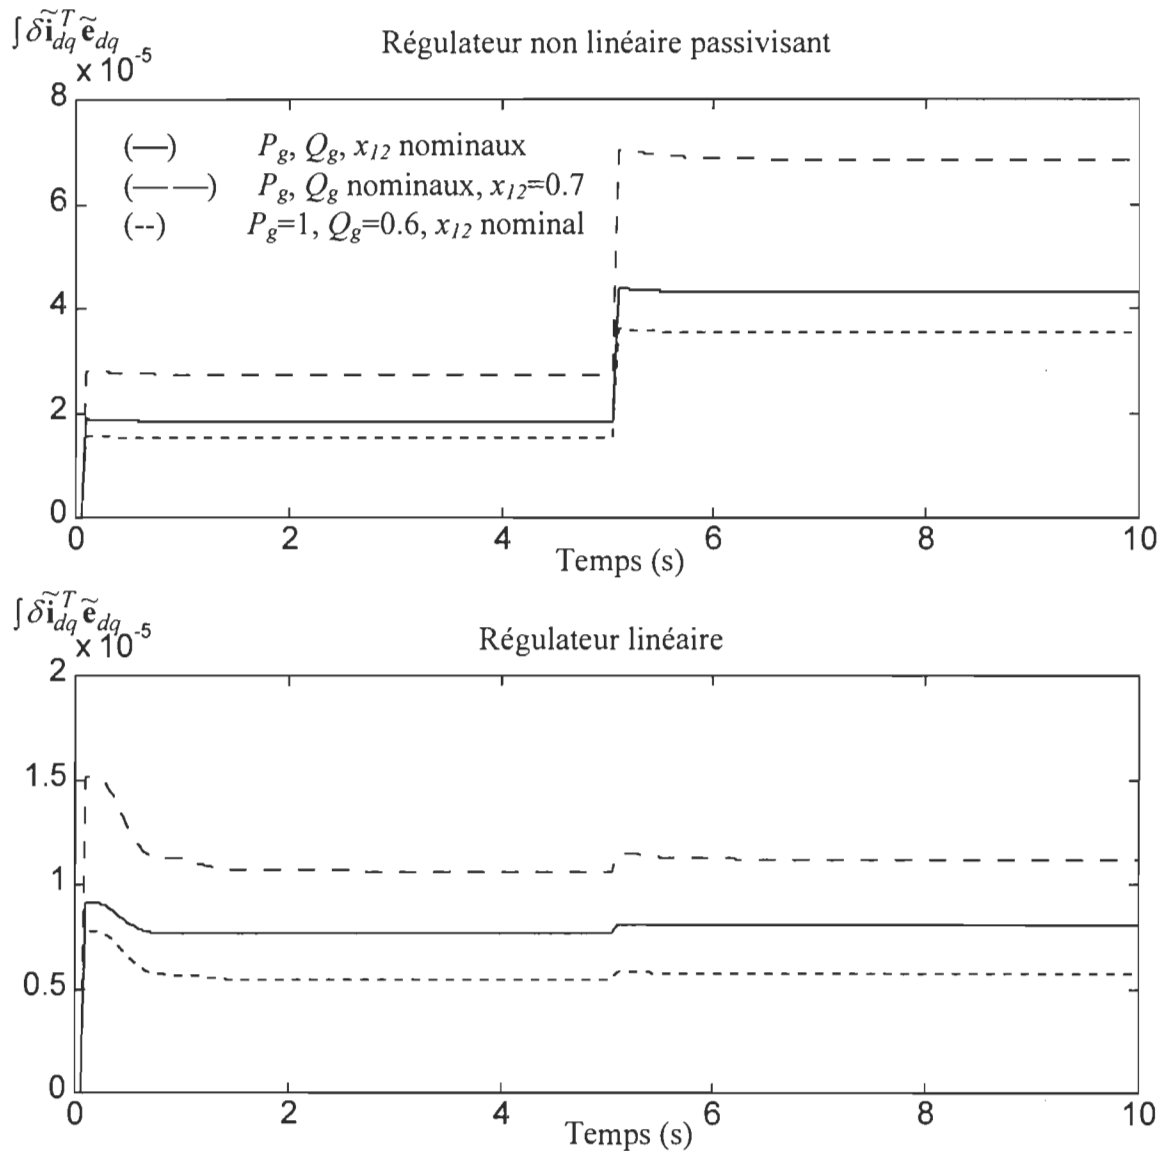 ∫δĩ_dq^T ẽ_dq
Régulateur non linéaire passivisant
x 10^-5
8
(—) P_g, Q_g, x_12 nominaux
(— —) P_g, Q_g nominaux, x_12=0.7
(--) P_g=1, Q_g=0.6, x_12 nominal
6
4
2
0
0 2 4 6 8 10
Temps (s)
∫δĩ_dq^T ẽ_dq
x 10^-5
Régulateur linéaire
2
1.5
1
0.5
0
0 2 4 6 8 10
Temps (s)